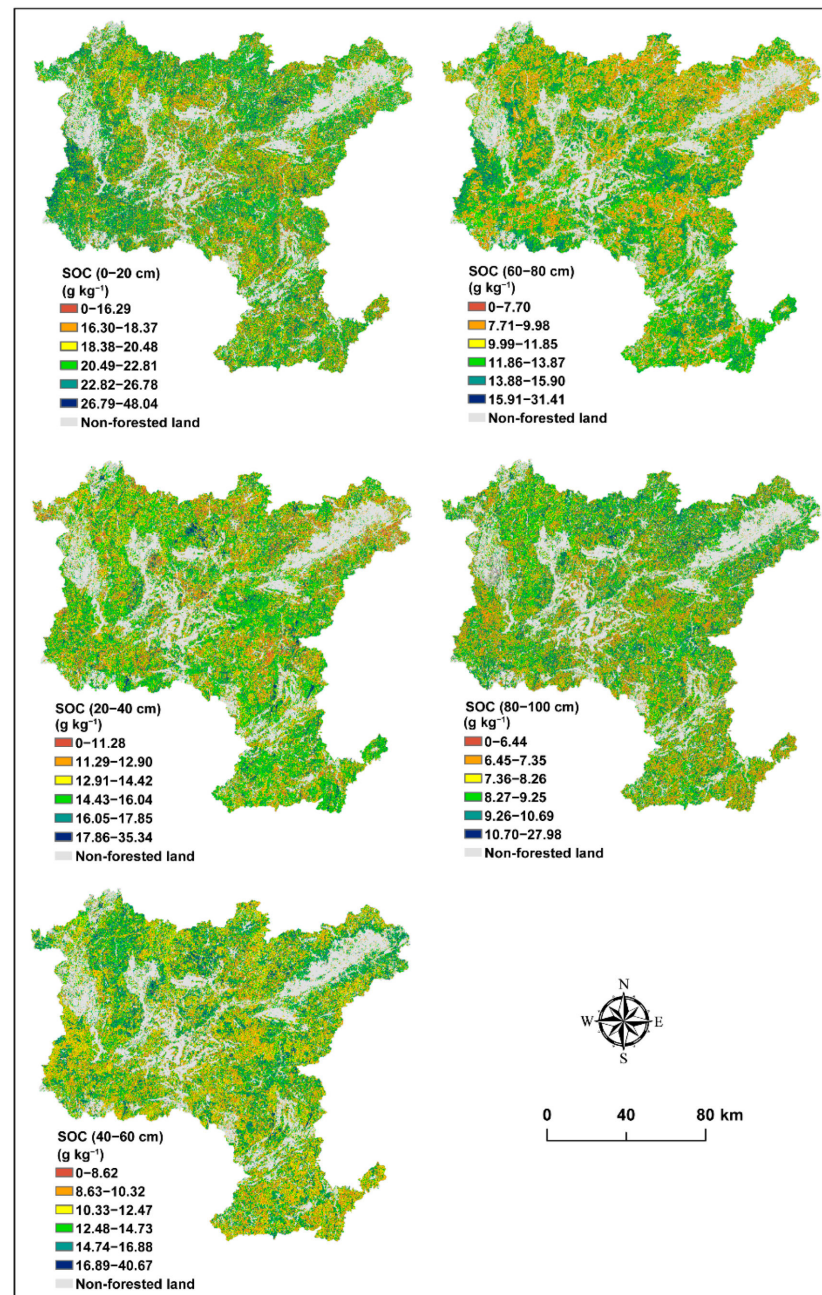 SOC (0–20 cm)
(g kg⁻¹)
0–16.29
16.30–18.37
18.38–20.48
20.49–22.81
22.82–26.78
26.79–48.04
Non-forested land
SOC (60–80 cm)
(g kg⁻¹)
0–7.70
7.71–9.98
9.99–11.85
11.86–13.87
13.88–15.90
15.91–31.41
Non-forested land
SOC (20–40 cm)
(g kg⁻¹)
0–11.28
11.29–12.90
12.91–14.42
14.43–16.04
16.05–17.85
17.86–35.34
Non-forested land
SOC (80–100 cm)
(g kg⁻¹)
0–6.44
6.45–7.35
7.36–8.26
8.27–9.25
9.26–10.69
10.70–27.98
Non-forested land
SOC (40–60 cm)
(g kg⁻¹)
0–8.62
8.63–10.32
10.33–12.47
12.48–14.73
14.74–16.88
16.89–40.67
Non-forested land
N
W E
S
0 40 80 km